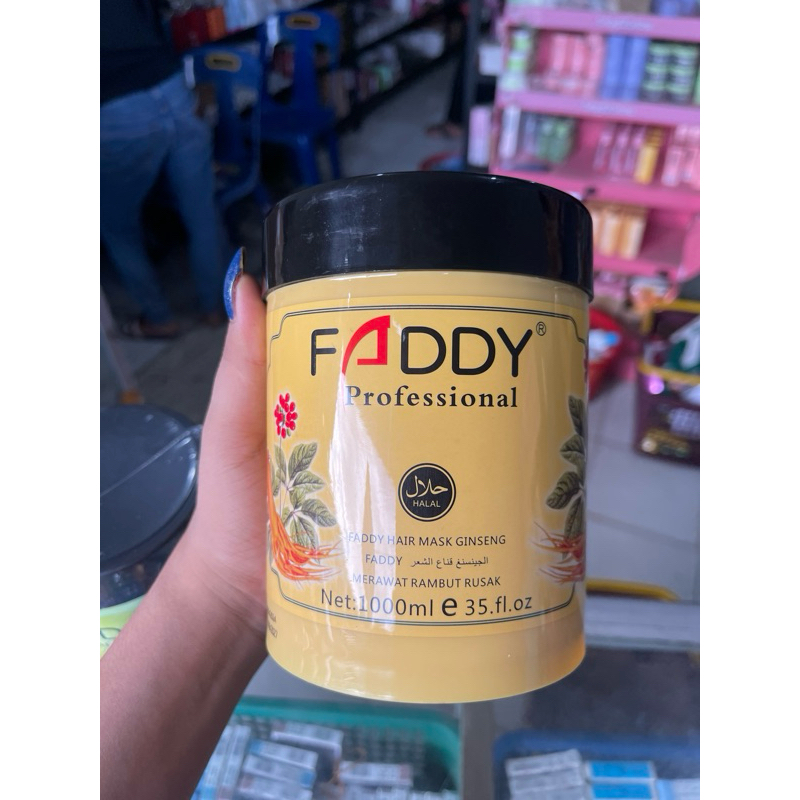 FADDY®
Professional
حلال
HALAL
FADDY HAIR MASK GINSENG
FADDY الجينسنغ قناع الشعر
MERAWAT RAMBUT RUSAK
Net:1000ml e 35.fl.oz